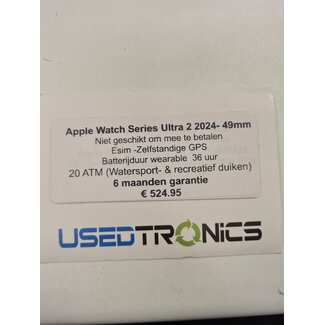 Apple Watch Series Ultra 2 2024- 49mm
Niet geschikt om mee te betalen
Esim -Zelfstandige GPS
Batterijduur wearable 36 uur
20 ATM (Watersport- & recreatief duiken)
6 maanden garantie
€ 524.95
USEDTRONICS